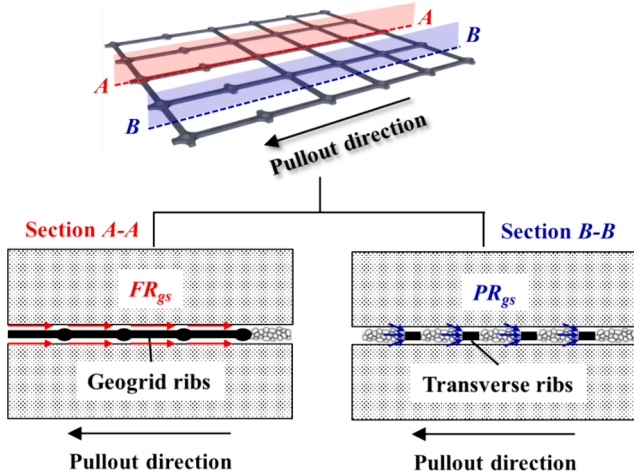 A
A
B
B
Pullout direction
Section A-A
Section B-B
FRgs
PRgs
Geogrid ribs
Transverse ribs
Pullout direction
Pullout direction